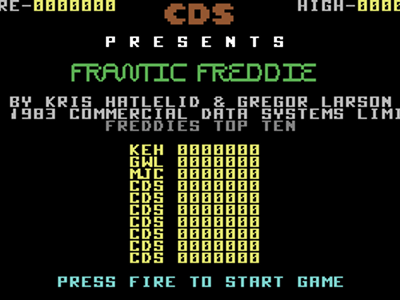 RE-0000000 CDS HIGH-0000
PRESENTS
FRANTIC FREDDIE
BY KRIS HATLELID & GREGOR LARSON
1983 COMMERCIAL DATA SYSTEMS LIMI
FREDDIES TOP TEN
KEH 0000000
GWL 0000000
MJC 0000000
CDS 0000000
CDS 0000000
CDS 0000000
CDS 0000000
CDS 0000000
CDS 0000000
CDS 0000000
PRESS FIRE TO START GAME